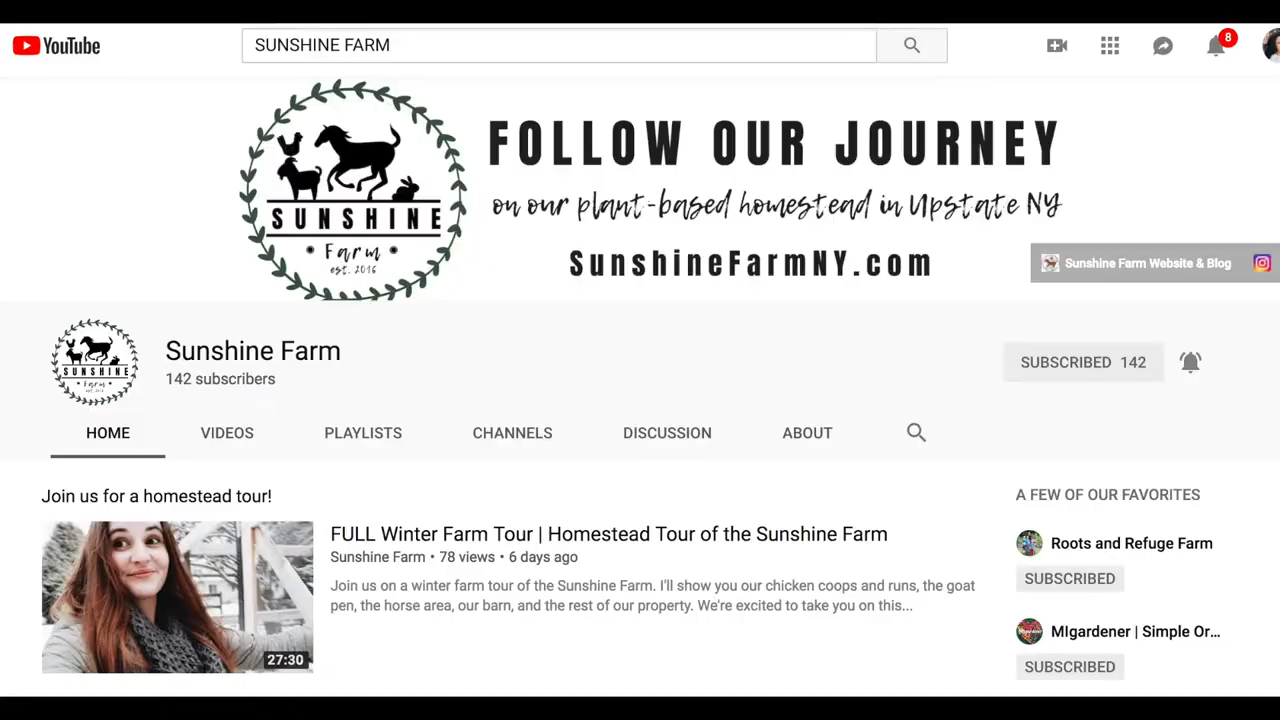 YouTube
SUNSHINE FARM
8
SUNSHINE
Farm
est. 2016
FOLLOW OUR JOURNEY
on our plant-based homestead in Upstate NY
SunshineFarmNY.com
Sunshine Farm Website & Blog
SUNSHINE
Farm
Sunshine Farm
142 subscribers
SUBSCRIBED 142
HOME VIDEOS PLAYLISTS CHANNELS DISCUSSION ABOUT
Join us for a homestead tour!
FULL Winter Farm Tour | Homestead Tour of the Sunshine Farm
Sunshine Farm • 78 views • 6 days ago
Join us on a winter farm tour of the Sunshine Farm. I'll show you our chicken coops and runs, the goat
pen, the horse area, our barn, and the rest of our property. We're excited to take you on this...
27:30
A FEW OF OUR FAVORITES
Roots and Refuge Farm
SUBSCRIBED
MIgardener | Simple Or...
SUBSCRIBED